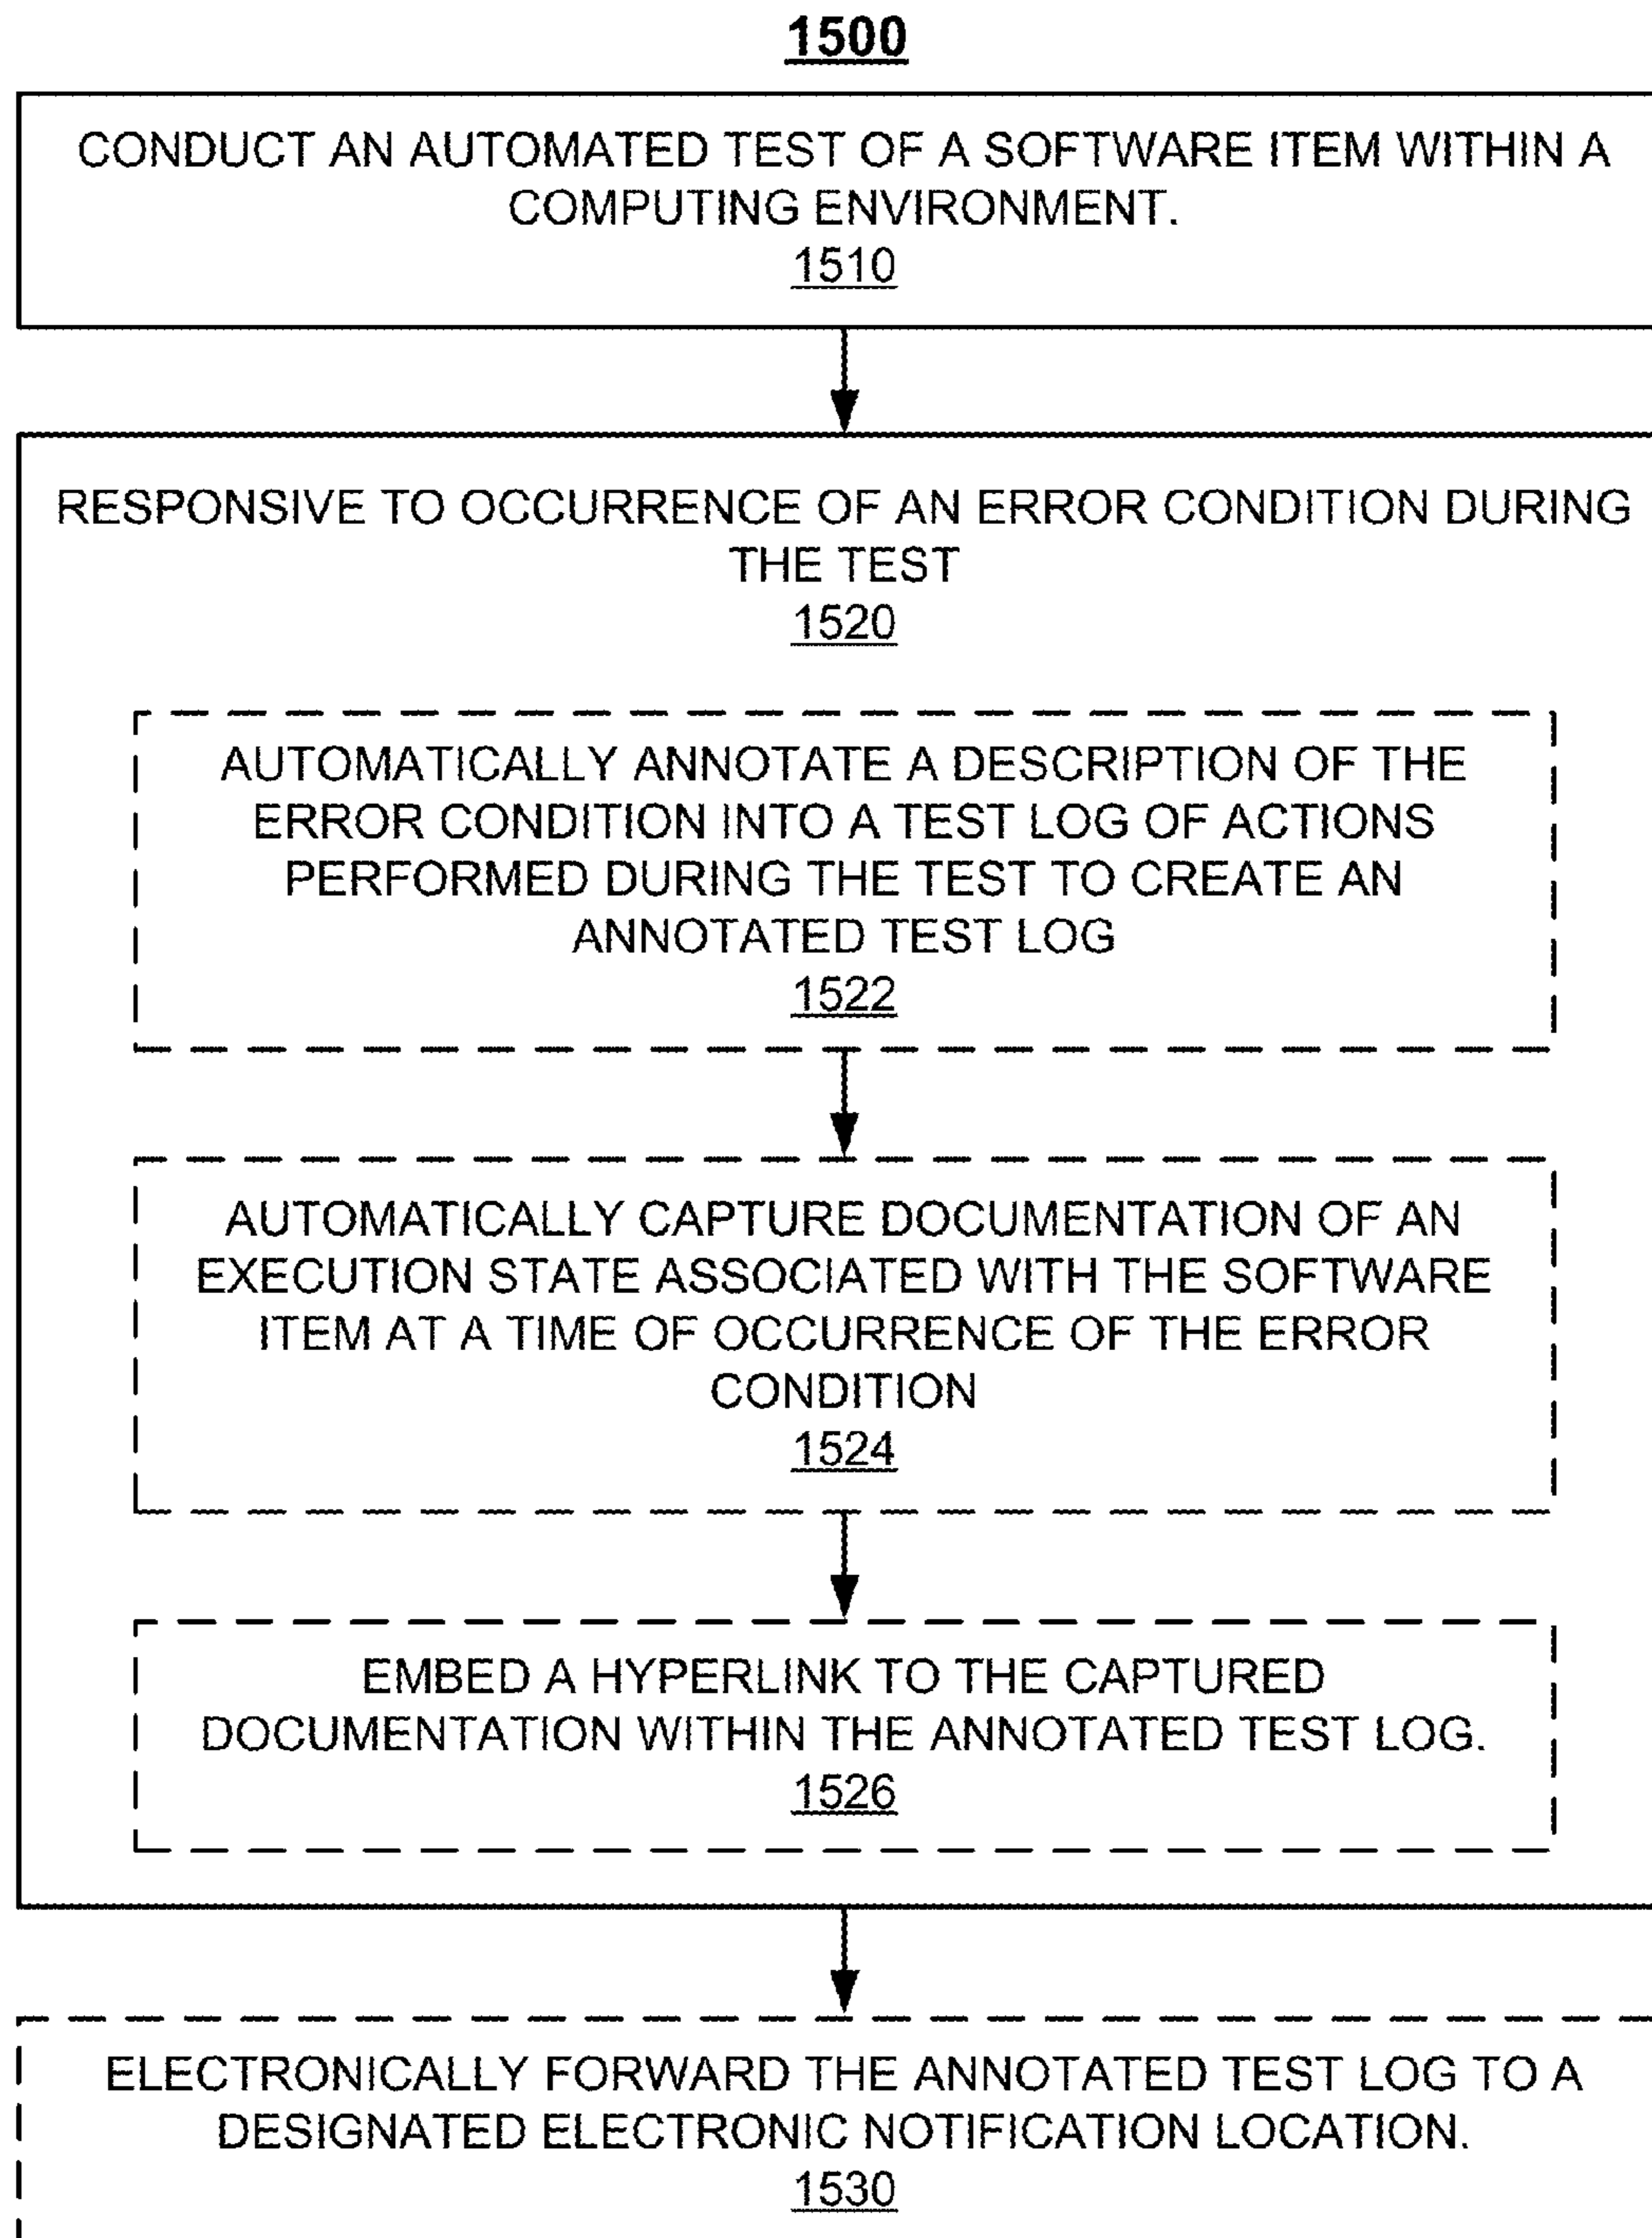 1500
CONDUCT AN AUTOMATED TEST OF A SOFTWARE ITEM WITHIN A
COMPUTING ENVIRONMENT.
1510
RESPONSIVE TO OCCURRENCE OF AN ERROR CONDITION DURING
THE TEST
1520
AUTOMATICALLY ANNOTATE A DESCRIPTION OF THE
ERROR CONDITION INTO A TEST LOG OF ACTIONS
PERFORMED DURING THE TEST TO CREATE AN
ANNOTATED TEST LOG
1522
AUTOMATICALLY CAPTURE DOCUMENTATION OF AN
EXECUTION STATE ASSOCIATED WITH THE SOFTWARE
ITEM AT A TIME OF OCCURRENCE OF THE ERROR
CONDITION
1524
EMBED A HYPERLINK TO THE CAPTURED
DOCUMENTATION WITHIN THE ANNOTATED TEST LOG.
1526
ELECTRONICALLY FORWARD THE ANNOTATED TEST LOG TO A
DESIGNATED ELECTRONIC NOTIFICATION LOCATION.
1530